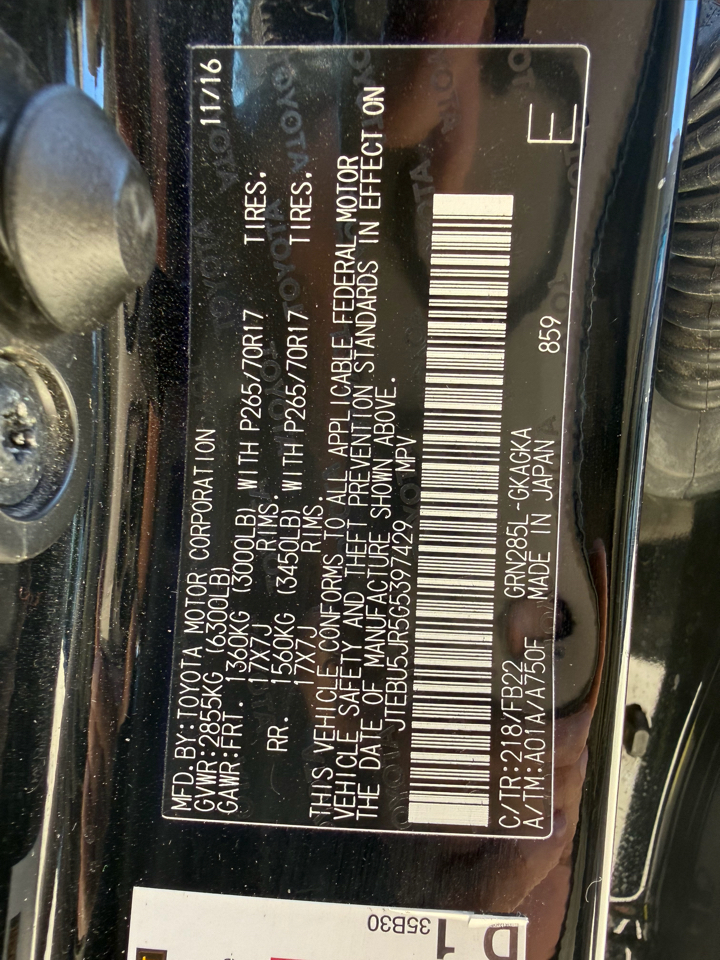 MFD.BY:TOYOTA MOTOR CORPORATION 11/16
GVWR:2855KG (6300LB)
GAWR:FRT. 1360KG (3000LB) WITH P265/70R17 TIRES,
17X7J RIMS.
RR. 1560KG (3450LB) WITH P265/70R17 TIRES,
17X7J RIMS.
THIS VEHICLE CONFORMS TO ALL APPLICABLE FEDERAL MOTOR
VEHICLE SAFETY AND THEFT PREVENTION STANDARDS IN EFFECT ON
THE DATE OF MANUFACTURE SHOWN ABOVE.
JTEBU5JR5G5397429 MPV
C/TR:218/FB22 GRN285L-GKAGKA 859 E
A/TM:A01A/A750F MADE IN JAPAN
35B30
D1